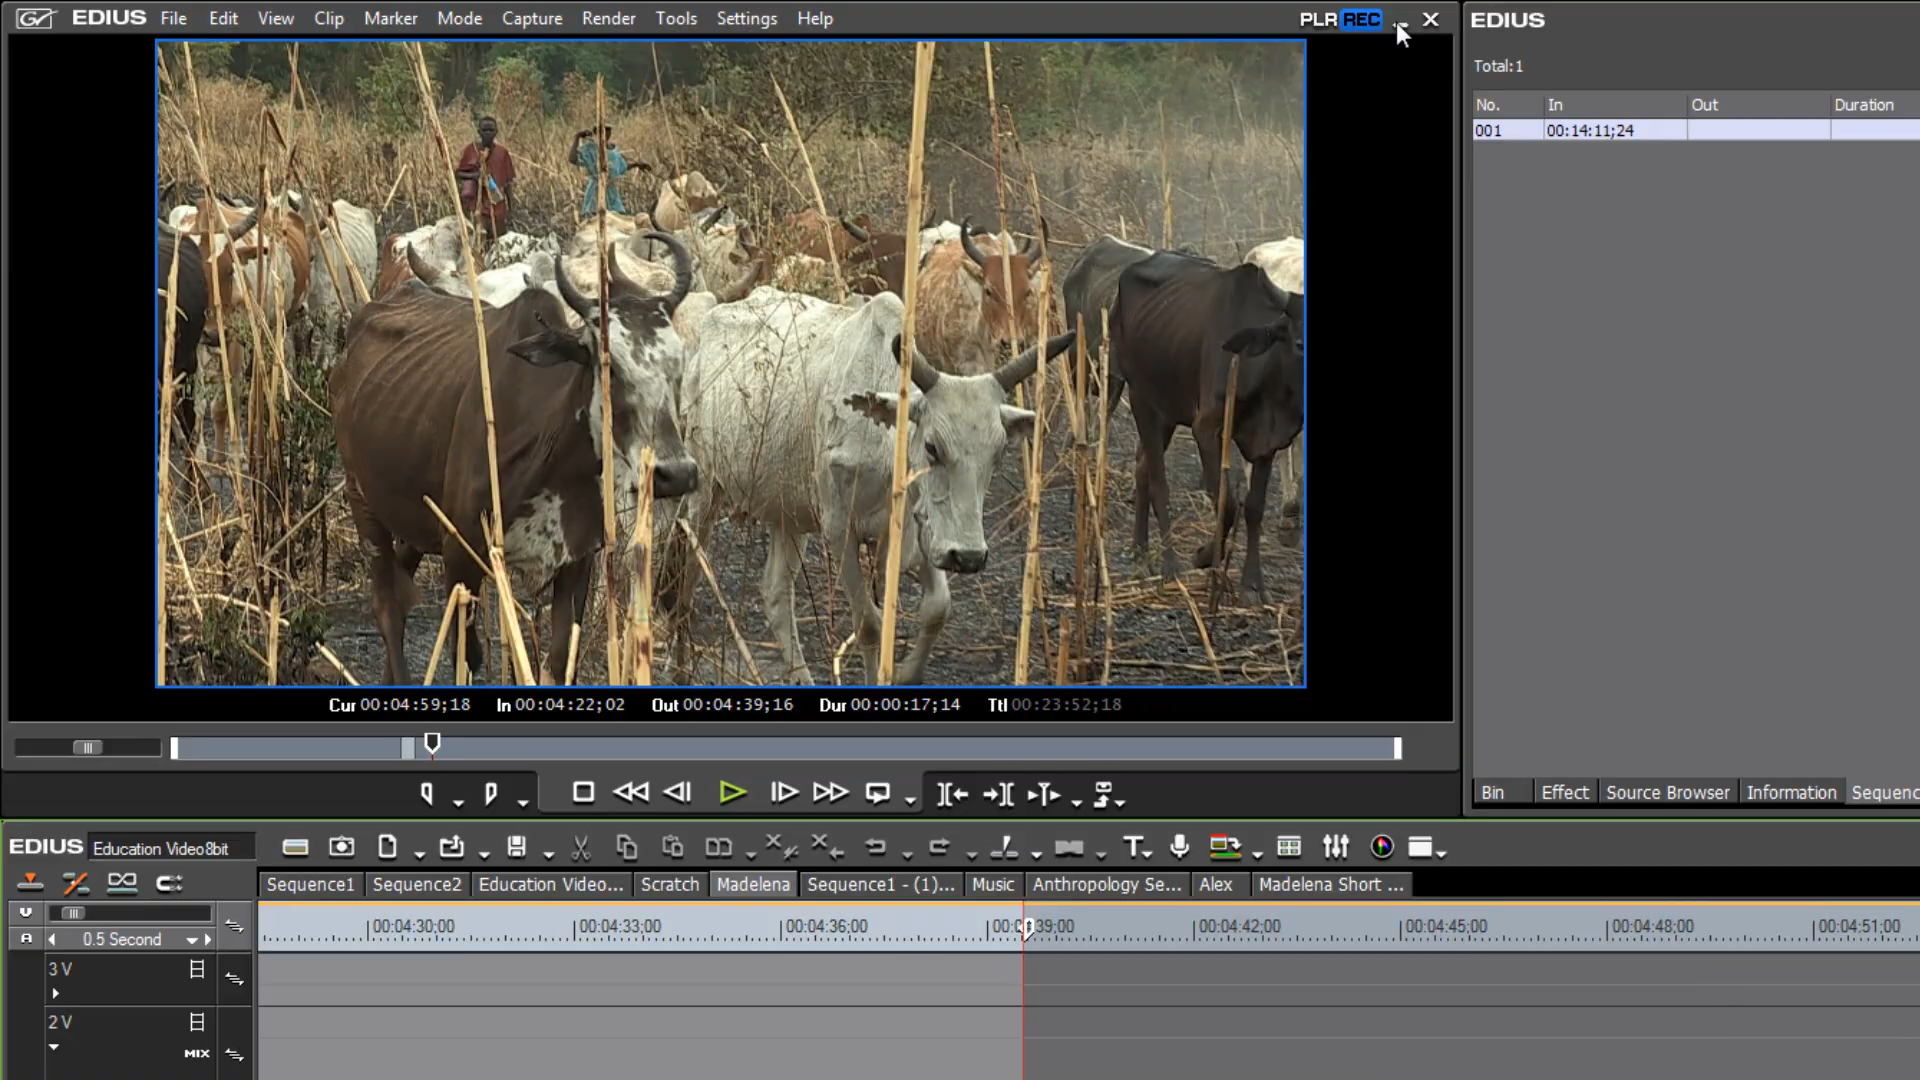 GV EDIUS File Edit View Clip Marker Mode Capture Render Tools Settings Help PLR REC
EDIUS
Total:1
No. In Out Duration
001 00:14:11;24
Cur 00:04:59;18 In 00:04:22;02 Out 00:04:39;16 Dur 00:00:17;14 Ttl 00:23:52;18
Bin Effect Source Browser Information Sequenc
EDIUS Education Video8bit
Sequence1 Sequence2 Education Video... Scratch Madelena Sequence1 - (1)... Music Anthropology Se... Alex Madelena Short ...
V
A 0.5 Second
00:04:30;00 00:04:33;00 00:04:36;00 00: 39;00 00:04:42;00 00:04:45;00 00:04:48;00 00:04:51;00
3 V
2 V
MIX